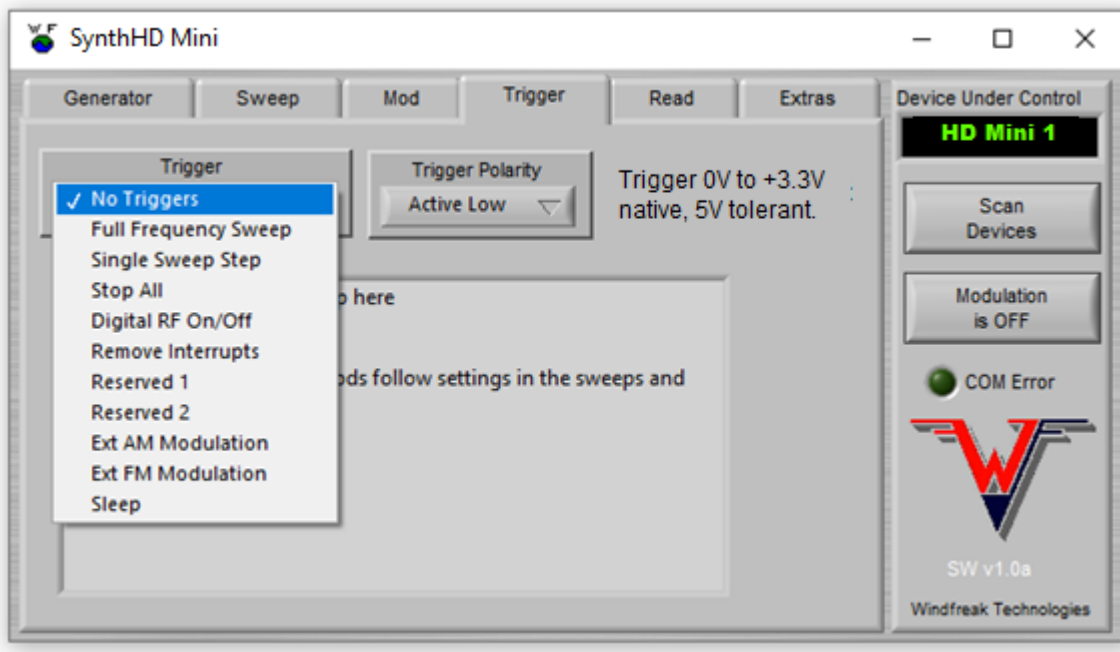 SynthHD Mini
Generator
Sweep
Mod
Trigger
Read
Extras
Trigger
No Triggers
Full Frequency Sweep
Single Sweep Step
Stop All
Digital RF On/Off
Remove Interrupts
Reserved 1
Reserved 2
Ext AM Modulation
Ext FM Modulation
Sleep
Trigger Polarity
Active Low
Trigger 0V to +3.3V
native, 5V tolerant.
here
follow settings in the sweeps and
Device Under Control
HD Mini 1
Scan
Devices
Modulation
is OFF
COM Error
SW v1.0a
Windfreak Technologies